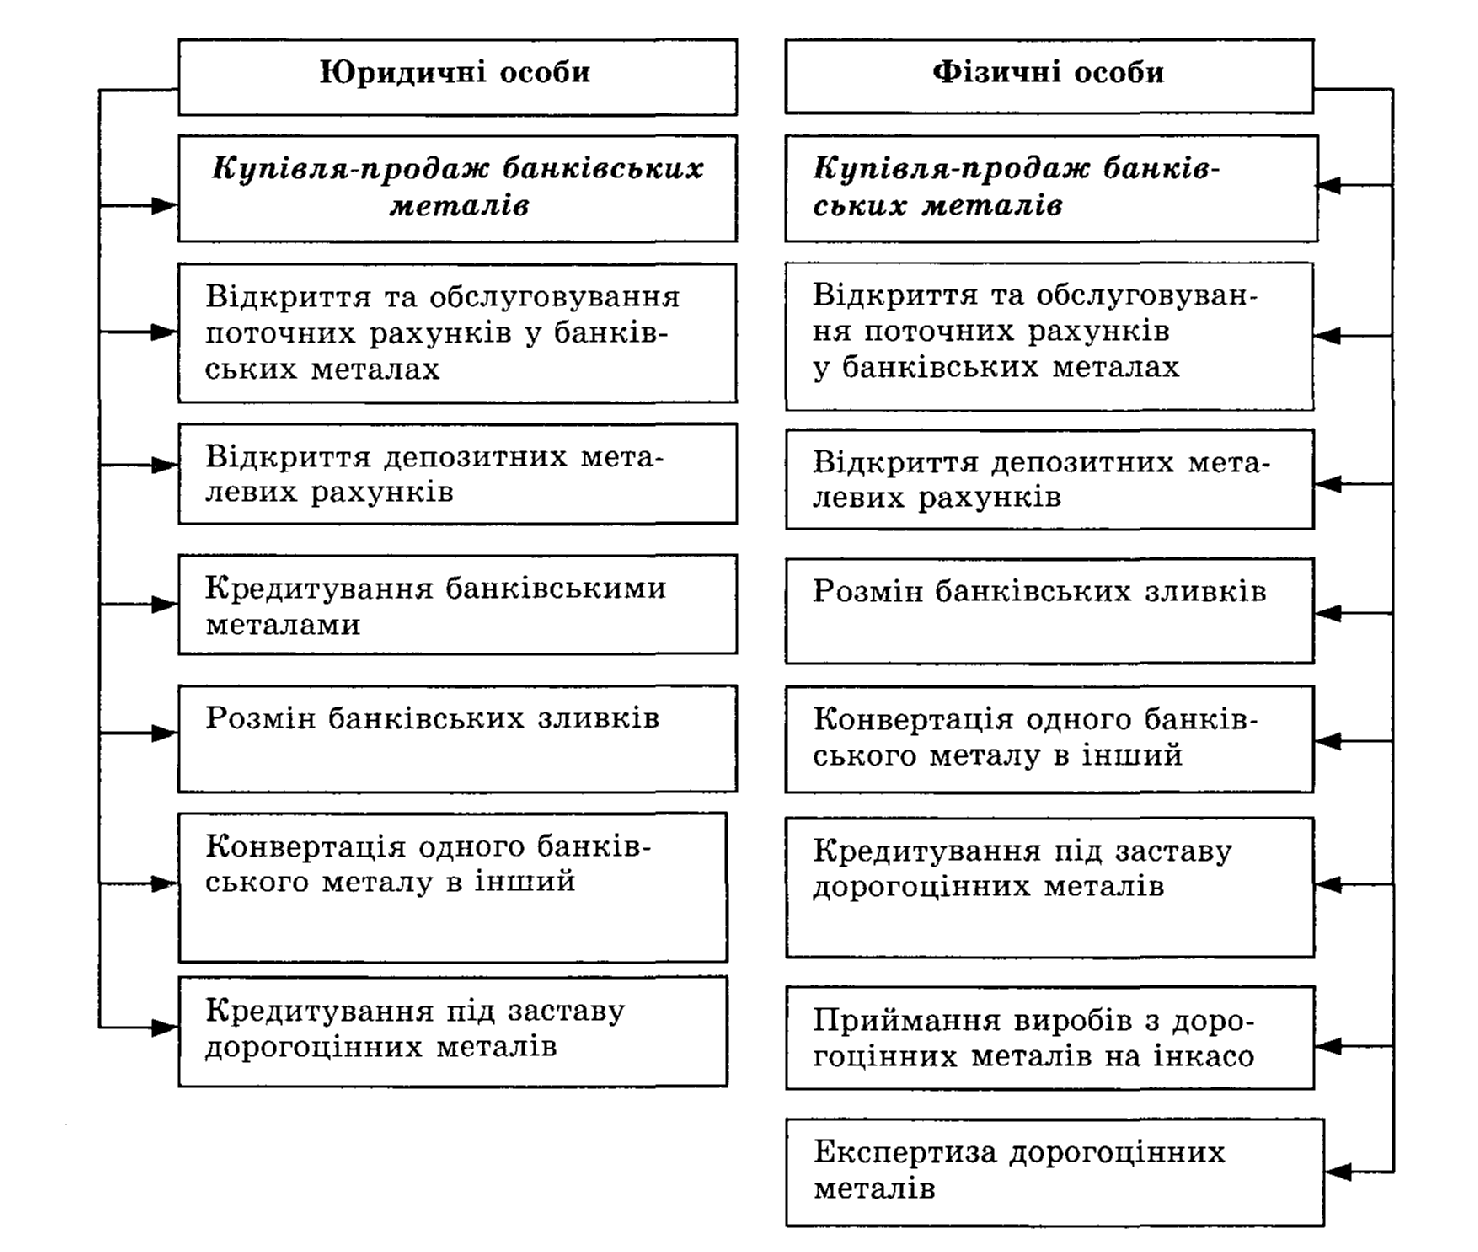 Юридичні особи
Купівля-продаж банківських
металів
Відкриття та обслуговування
поточних рахунків у банків-
ських металах
Відкриття депозитних мета-
левих рахунків
Кредитування банківськими
металами
Розмін банківських зливків
Конвертація одного банків-
ського металу в інший
Кредитування під заставу
дорогоцінних металів
Фізичні особи
Купівля-продаж банків-
ських металів
Відкриття та обслуговуван-
ня поточних рахунків
у банківських металах
Відкриття депозитних мета-
левих рахунків
Розмін банківських зливків
Конвертація одного банків-
ського металу в інший
Кредитування під заставу
дорогоцінних металів
Приймання виробів з доро-
гоцінних металів на інкасо
Експертиза дорогоцінних
металів